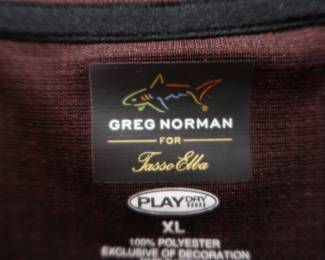 GREG NORMAN
FOR
Tasso Elba
PLAY DRY
XL
100% POLYESTER
EXCLUSIVE OF DECORATION